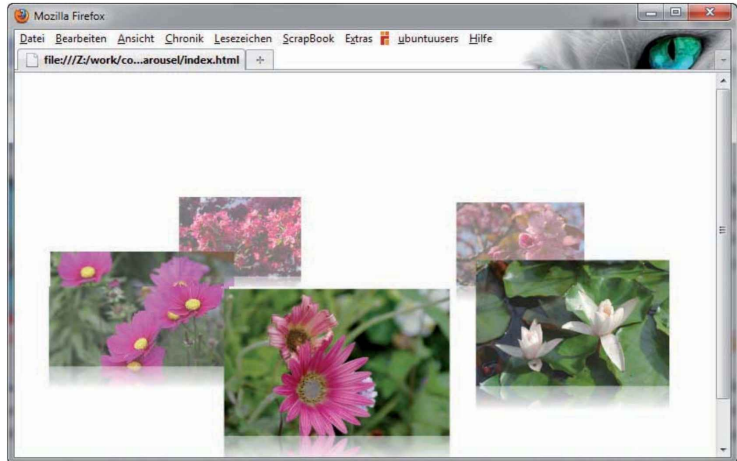 Mozilla Firefox
Datei Bearbeiten Ansicht Chronik Lesezeichen ScrapBook Extras ubuntuusers Hilfe
file:///Z:/work/co...arousel/index.html